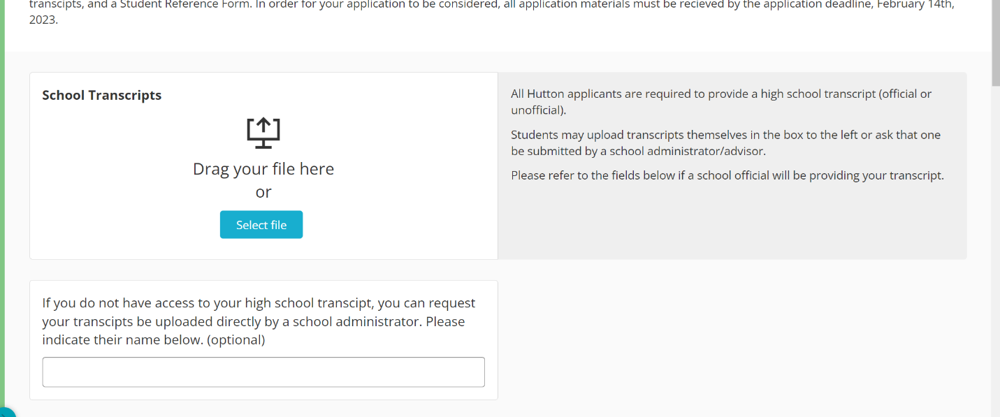 transcripts, and a Student Reference Form. In order for your application to be considered, all application materials must be recieved by the application deadline, February 14th,
2023.
School Transcripts
Drag your file here
or
Select file
All Hutton applicants are required to provide a high school transcript (official or
unofficial).
Students may upload transcripts themselves in the box to the left or ask that one
be submitted by a school administrator/advisor.
Please refer to the fields below if a school official will be providing your transcript.
If you do not have access to your high school transcipt, you can request
your transcipts be uploaded directly by a school administrator. Please
indicate their name below. (optional)